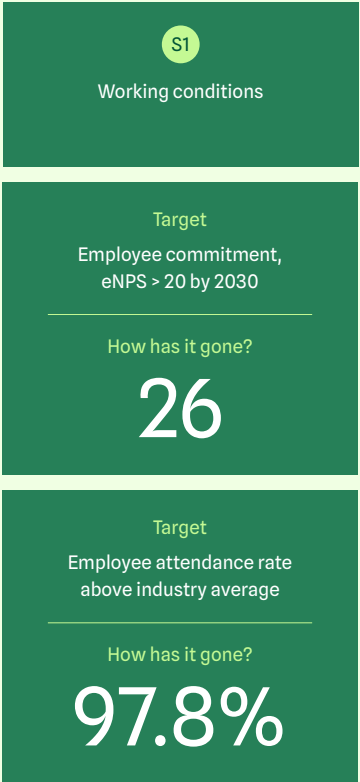 S1
Working conditions
Target
Employee commitment,
eNPS > 20 by 2030
How has it gone?
26
Target
Employee attendance rate
above industry average
How has it gone?
97.8%